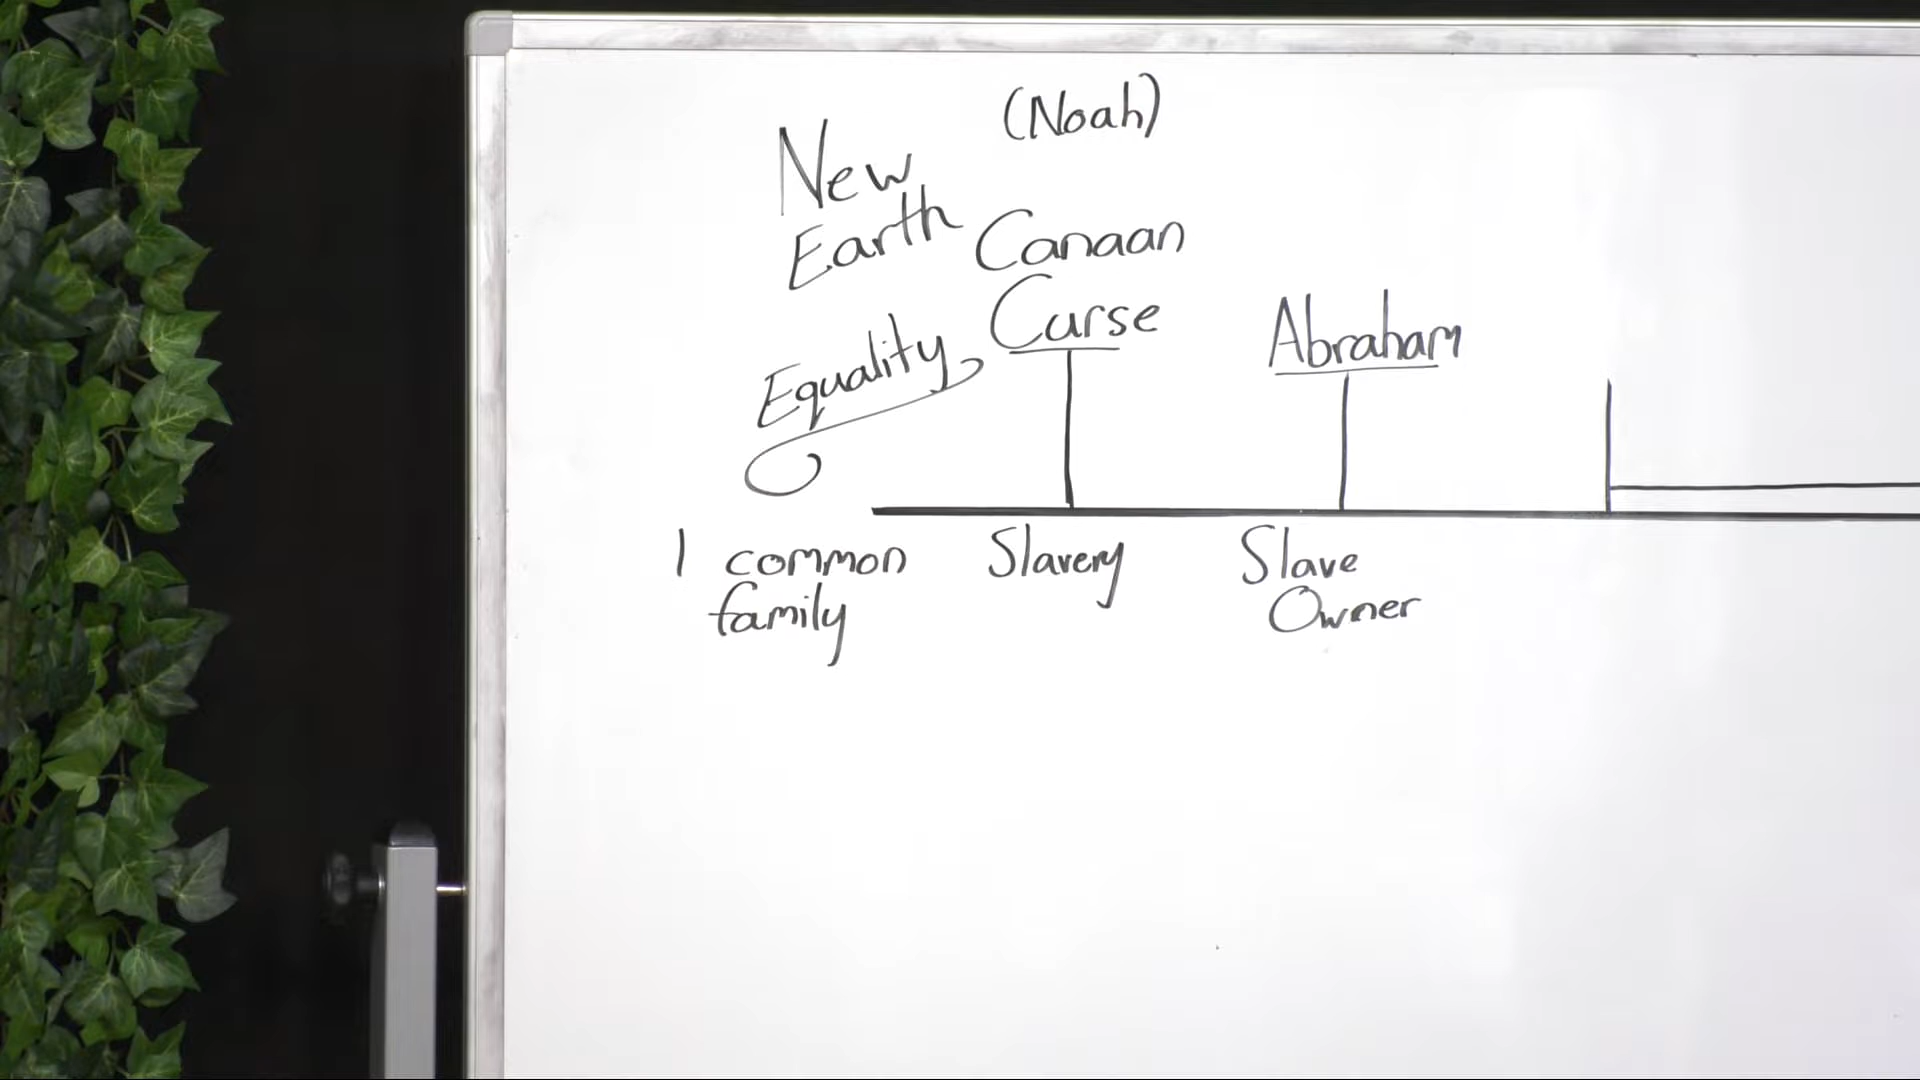 (Noah)
New
Earth
Canaan
Curse
Equality
Abraham
1 common
family
Slavery
Slave
Owner